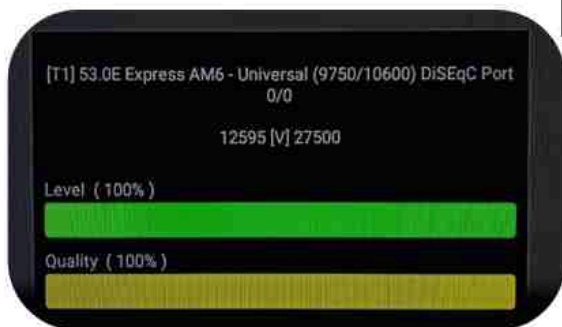 [T1] 53.0E Express AM6 - Universal (9750/10600) DiSEqC Port
0/0
12595 [V] 27500
Level ( 100% )
Quality ( 100% )